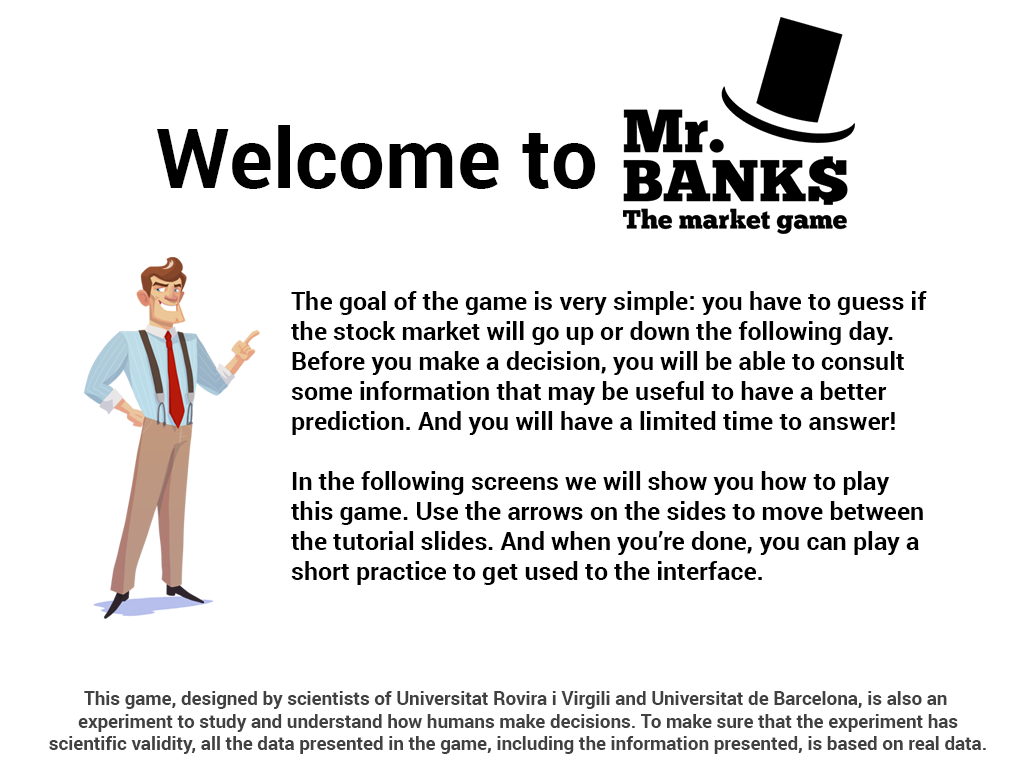 Welcome to
Mr.
BANK$
The market game
The goal of the game is very simple: you have to guess if
the stock market will go up or down the following day.
Before you make a decision, you will be able to consult
some information that may be useful to have a better
prediction. And you will have a limited time to answer!
In the following screens we will show you how to play
this game. Use the arrows on the sides to move between
the tutorial slides. And when you’re done, you can play a
short practice to get used to the interface.
This game, designed by scientists of Universitat Rovira i Virgili and Universitat de Barcelona, is also an
experiment to study and understand how humans make decisions. To make sure that the experiment has
scientific validity, all the data presented in the game, including the information presented, is based on real data.